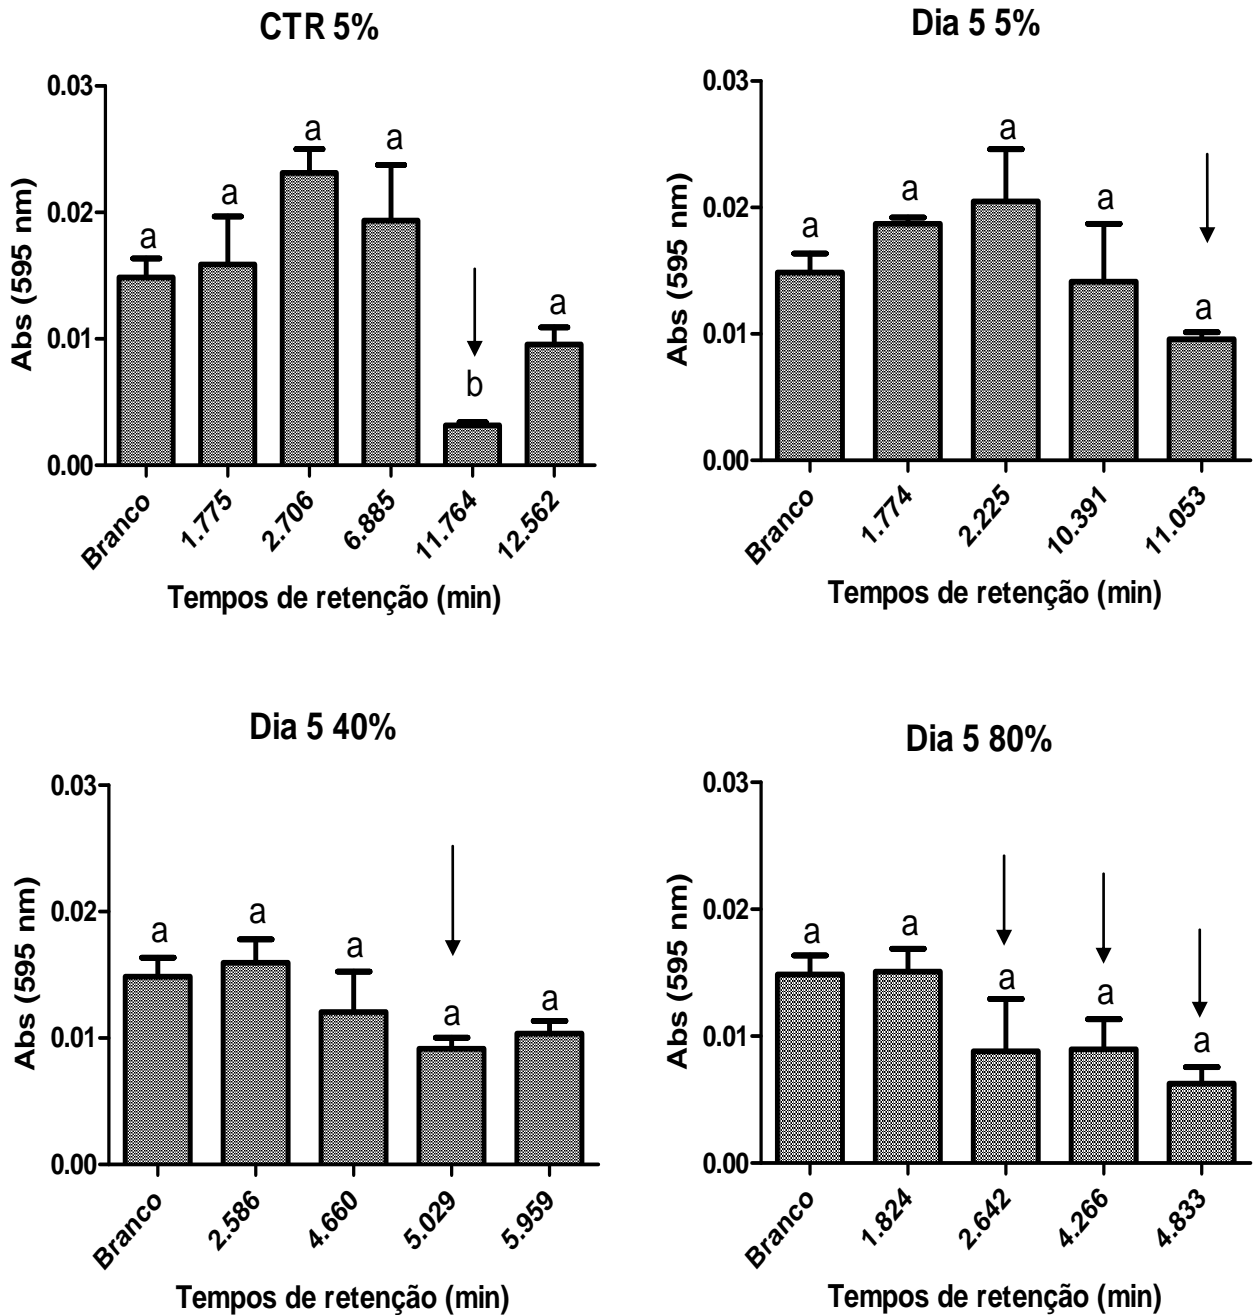 CTR 5%
Abs (595 nm)
0.03
0.02
0.01
0.00
a
a
a
a
b
a
Branco
1.775
2.706
6.885
11.764
12.562
Tempos de retenção (min)
Dia 5 5%
Abs (595 nm)
0.03
0.02
0.01
0.00
a
a
a
a
a
Branco
1.774
2.225
10.391
11.053
Tempos de retenção (min)
Dia 5 40%
Abs (595 nm)
0.03
0.02
0.01
0.00
a
a
a
a
a
Branco
2.586
4.660
5.029
5.959
Tempos de retenção (min)
Dia 5 80%
Abs (595 nm)
0.03
0.02
0.01
0.00
a
a
a
a
a
Branco
1.824
2.642
4.266
4.833
Tempos de retenção (min)